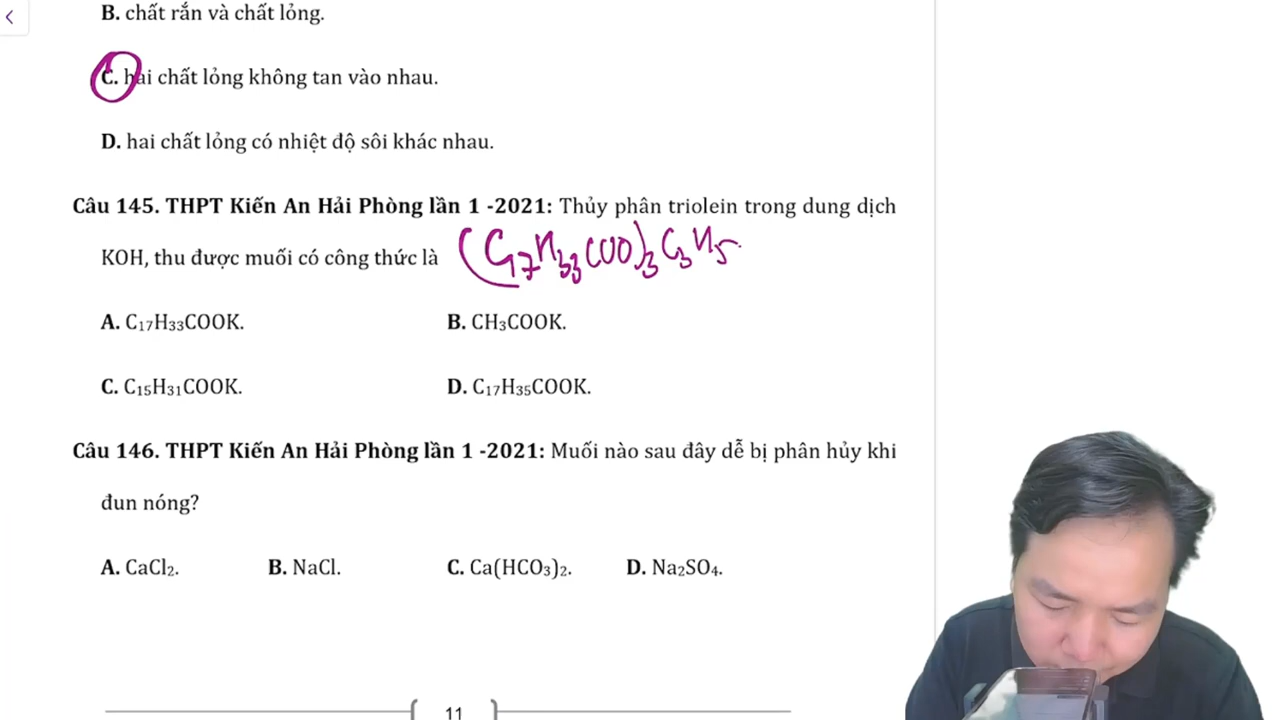 B. chất rắn và chất lỏng.
C. hai chất lỏng không tan vào nhau.
D. hai chất lỏng có nhiệt độ sôi khác nhau.
Câu 145. THPT Kiến An Hải Phòng lần 1 -2021: Thủy phân triolein trong dung dịch
KOH, thu được muối có công thức là (C₁₇H₃₃COO)₃C₃H₅
A. C₁₇H₃₃COOK. B. CH₃COOK.
C. C₁₅H₃₁COOK. D. C₁₇H₃₅COOK.
Câu 146. THPT Kiến An Hải Phòng lần 1 -2021: Muối nào sau đây dễ bị phân hủy khi
đun nóng?
A. CaCl₂. B. NaCl. C. Ca(HCO₃)₂. D. Na₂SO₄.
11